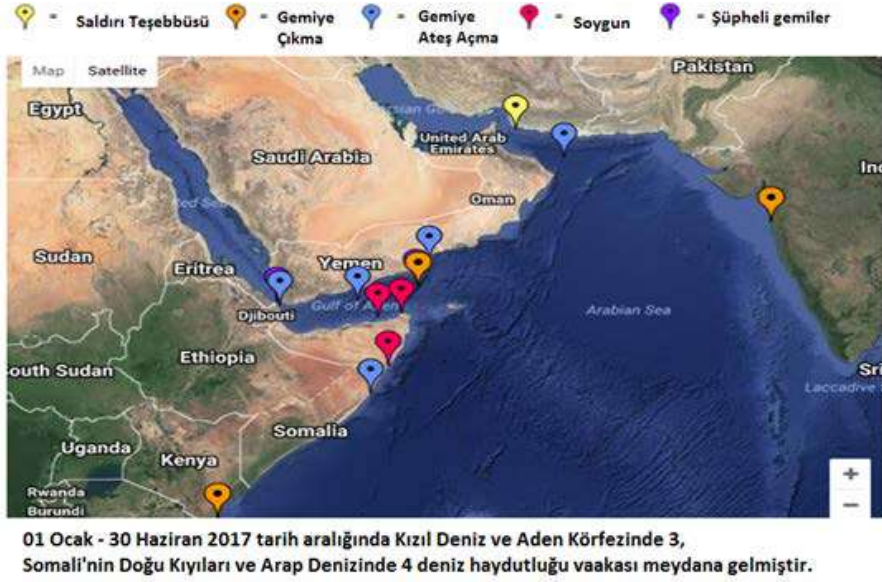 - Saldırı Teşebbüsü = Gemiye Çıkma = Gemiye Ateş Açma = Soygun = Şüpheli gemiler
Map Satellite
Pakistan
Egypt
United Arab Emirates
Saudi Arabia
Oman
Red Sea
Sudan
Eritrea
Yemen
Gulf of Aden
Djibouti
Arabian Sea
Ethiopia
South Sudan
Sri
Laccadive
Somalia
Uganda
Kenya
Rwanda
Burundi
+
−
01 Ocak - 30 Haziran 2017 tarih aralığında Kızıl Deniz ve Aden Körfezinde 3,
Somali'nin Doğu Kıyıları ve Arap Denizinde 4 deniz haydutluğu vaakası meydana gelmiştir.